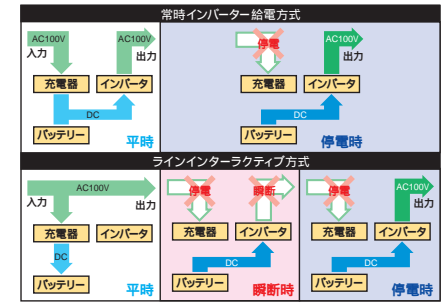 常時インバーター給電方式
AC100V
入力
AC100V
出力
充電器
インバータ
DC
バッテリー
平時
停電
AC100V
出力
充電器
インバータ
DC
バッテリー
停電時
ラインインターラクティブ方式
AC100V
入力
出力
充電器
インバータ
DC
バッテリー
平時
停電
瞬断
充電器
インバータ
DC
バッテリー
瞬断時
停電
AC100V
出力
充電器
インバータ
DC
バッテリー
停電時